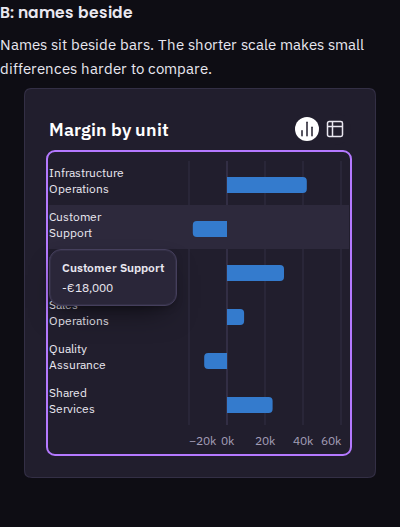 B: names beside
Names sit beside bars. The shorter scale makes small
differences harder to compare.
Margin by unit
Infrastructure
Operations
Customer
Support
Customer Support
-€18,000
Sales
Operations
Quality
Assurance
Shared
Services
−20k 0k 20k 40k 60k